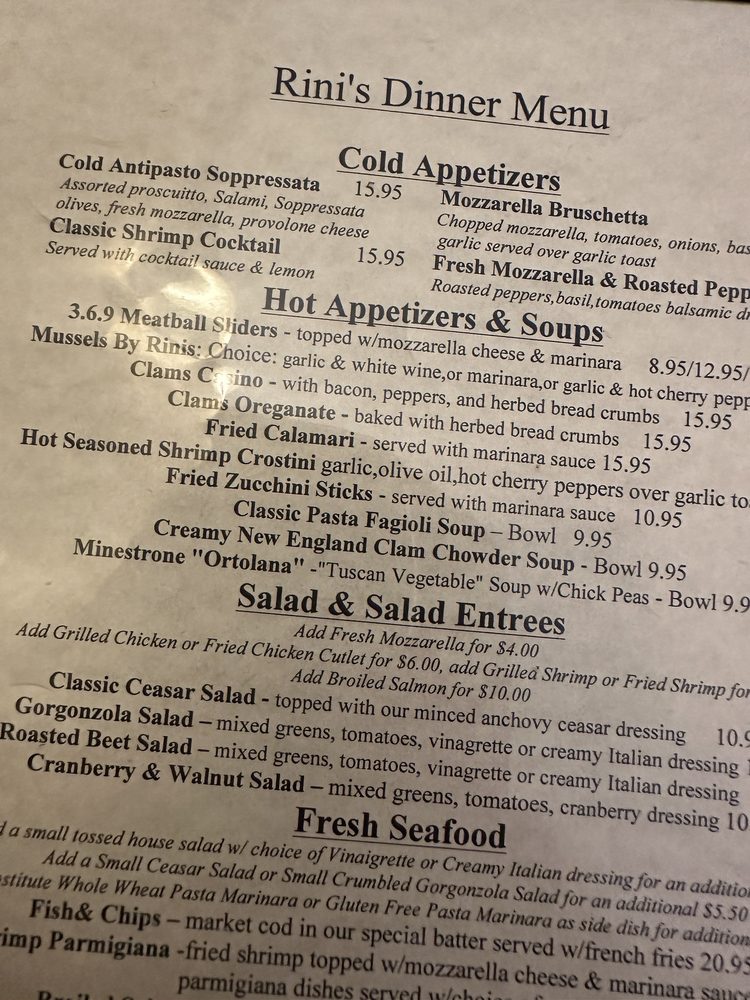 Rini's Dinner Menu
Cold Appetizers
Cold Antipasto Soppressata 15.95
Assorted proscuitto, Salami, Soppressata
olives, fresh mozzarella, provolone cheese
Classic Shrimp Cocktail 15.95
Served with cocktail sauce & lemon
Mozzarella Bruschetta
Chopped mozzarella, tomatoes, onions,
garlic served over garlic toast
Fresh Mozzarella & Roasted
Roasted peppers,basil,tomatoes balsamic
Hot Appetizers & Soups
3.6.9 Meatball Sliders - topped w/mozzarella cheese & marinara 8.95/12.95/
Mussels By Rinis: Choice: garlic & white wine,or marinara,or garlic & hot cherry
Clams Casino - with bacon, peppers, and herbed bread crumbs 15.95
Clams Oreganate - baked with herbed bread crumbs 15.95
Fried Calamari - served with marinara sauce 15.95
Hot Seasoned Shrimp Crostini garlic,olive oil,hot cherry peppers over garlic
Fried Zucchini Sticks - served with marinara sauce 10.95
Classic Pasta Fagioli Soup – Bowl 9.95
Creamy New England Clam Chowder Soup - Bowl 9.95
Minestrone "Ortolana" -"Tuscan Vegetable" Soup w/Chick Peas - Bowl 9.9
Salad & Salad Entrees
Add Fresh Mozzarella for $4.00
Add Grilled Chicken or Fried Chicken Cutlet for $6.00, add Grilled Shrimp or Fried Shrimp for
Add Broiled Salmon for $10.00
Classic Ceasar Salad - topped with our minced anchovy ceasar dressing 10.9
Gorgonzola Salad – mixed greens, tomatoes, vinagrette or creamy Italian dressing
Roasted Beet Salad – mixed greens, tomatoes, vinagrette or creamy Italian dressing
Cranberry & Walnut Salad – mixed greens, tomatoes, cranberry dressing 10
Fresh Seafood
a small tossed house salad w/ choice of Vinaigrette or Creamy Italian dressing for an
Add a Small Ceasar Salad or Small Crumbled Gorgonzola Salad for an additional $5.50
Whole Wheat Pasta Marinara or Gluten Free Pasta Marinara as side dish for
Fish& Chips – market cod in our special batter served w/french fries 20.95
Parmigiana -fried shrimp topped w/mozzarella cheese & marinara
parmigiana dishes served